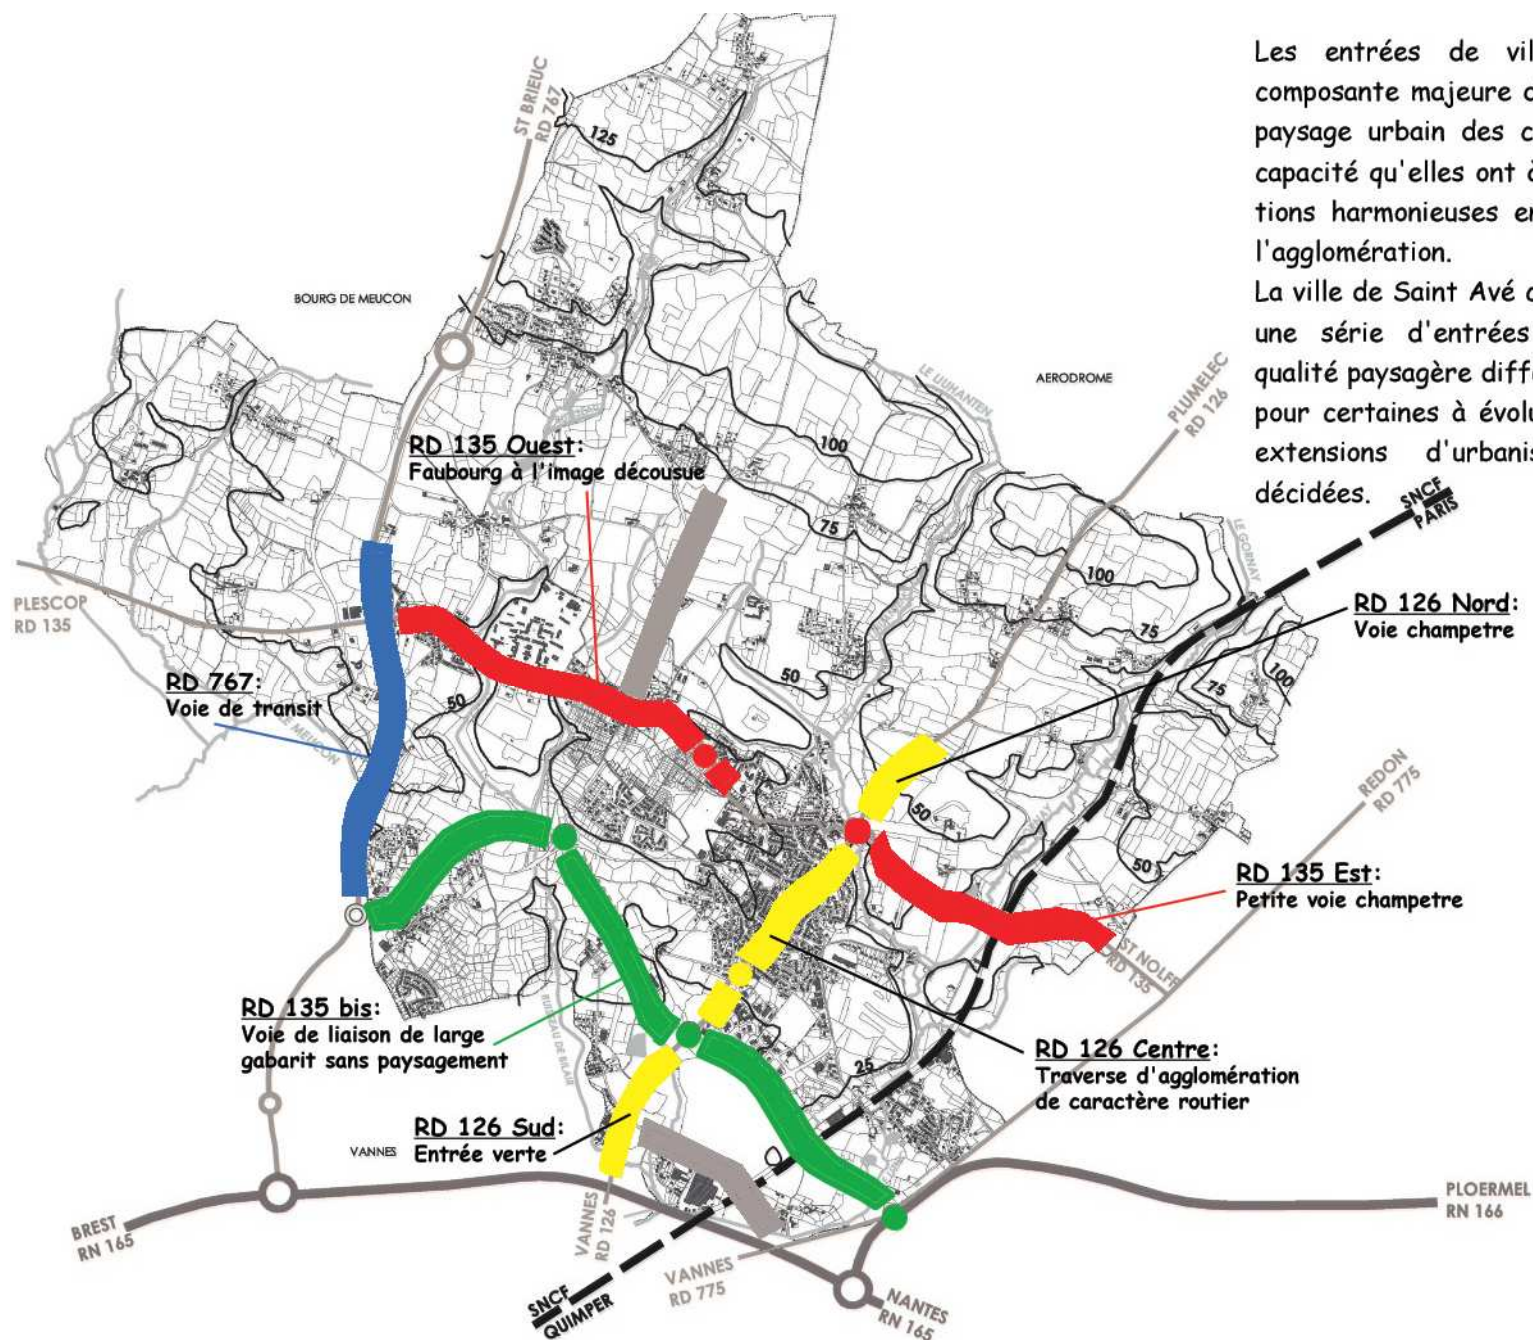 Les entrées de vil
composante majeure
paysage urbain des
capacité qu'elles ont
tions harmonieuses
l'agglomération.
La ville de Saint Avé
une série d'entrées
qualité paysagère
pour certaines à
extensions d'urbanis
décidées.
ST BRIEUC
RD 767
125
BOURG DE MEUCON
AERODROME
PLUMELEC
RD 126
100
RD 135 Ouest:
Faubourg à l'image décousue
75
SNCF
PARIS
LE GORNAY
100
PLESCOP
RD 135
RD 126 Nord:
Voie champetre
75
50
100
75
RD 767:
Voie de transit
50
LE MEUCON
REDON
RD 775
50
50
RD 135 Est:
Petite voie champetre
ST NOLFF
RD 135
RD 135 bis:
Voie de liaison de large
gabarit sans paysagement
RUISSEAU DE BILAIR
RD 126 Centre:
Traverse d'agglomération
de caractère routier
25
RD 126 Sud:
Entrée verte
VANNES
PLOERMEL
RN 166
BREST
RN 165
VANNES
RD 126
VANNES
RD 775
NANTES
RN 165
SNCF
QUIMPER